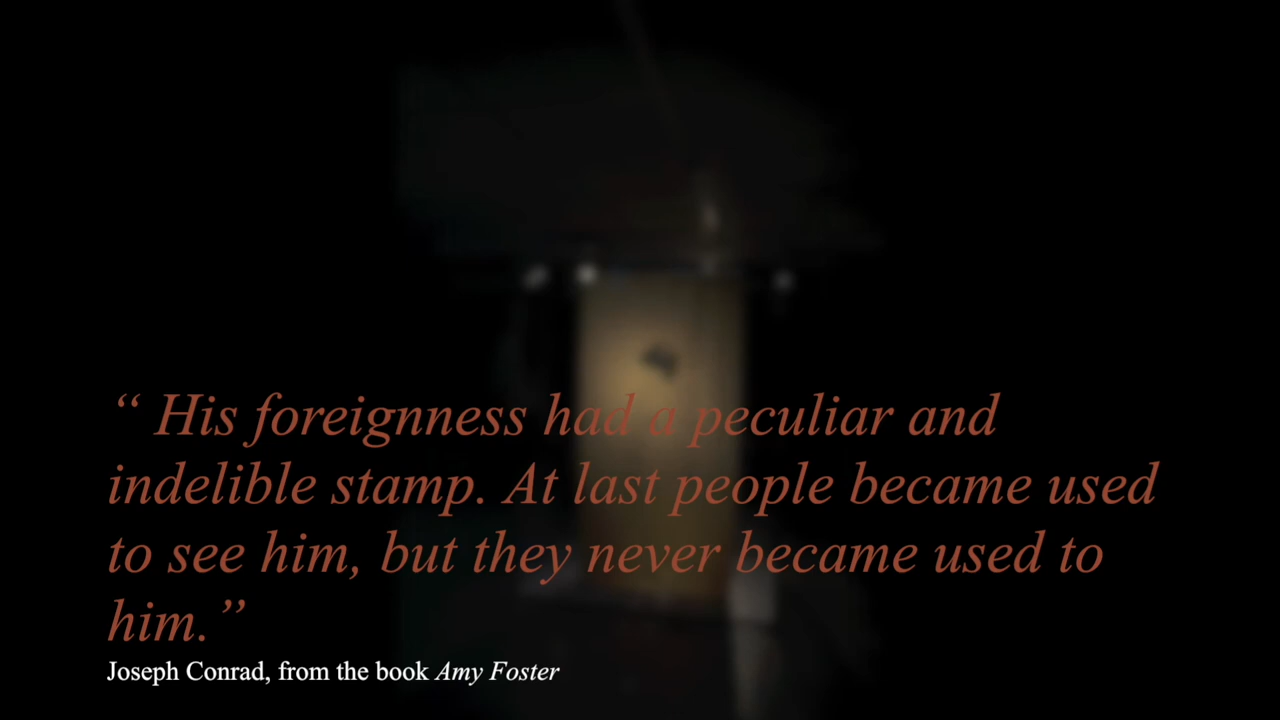 “ His foreignness had a peculiar and
indelible stamp. At last people became used
to see him, but they never became used to
him.”
Joseph Conrad, from the book Amy Foster